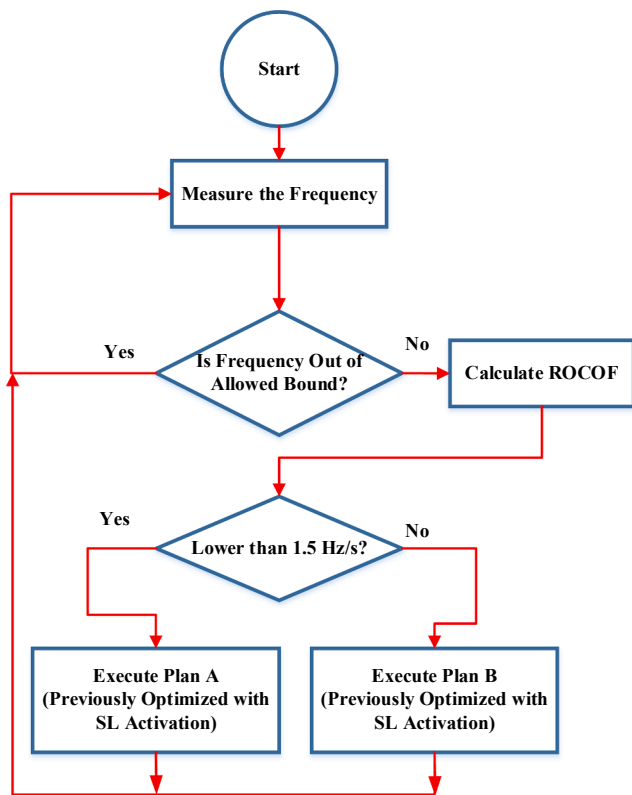 Start
Measure the Frequency
Yes
Is Frequency Out of
Allowed Bound?
No
Calculate ROCOF
Yes
Lower than 1.5 Hz/s?
No
Execute Plan A
(Previously Optimized with
SL Activation)
Execute Plan B
(Previously Optimized with
SL Activation)